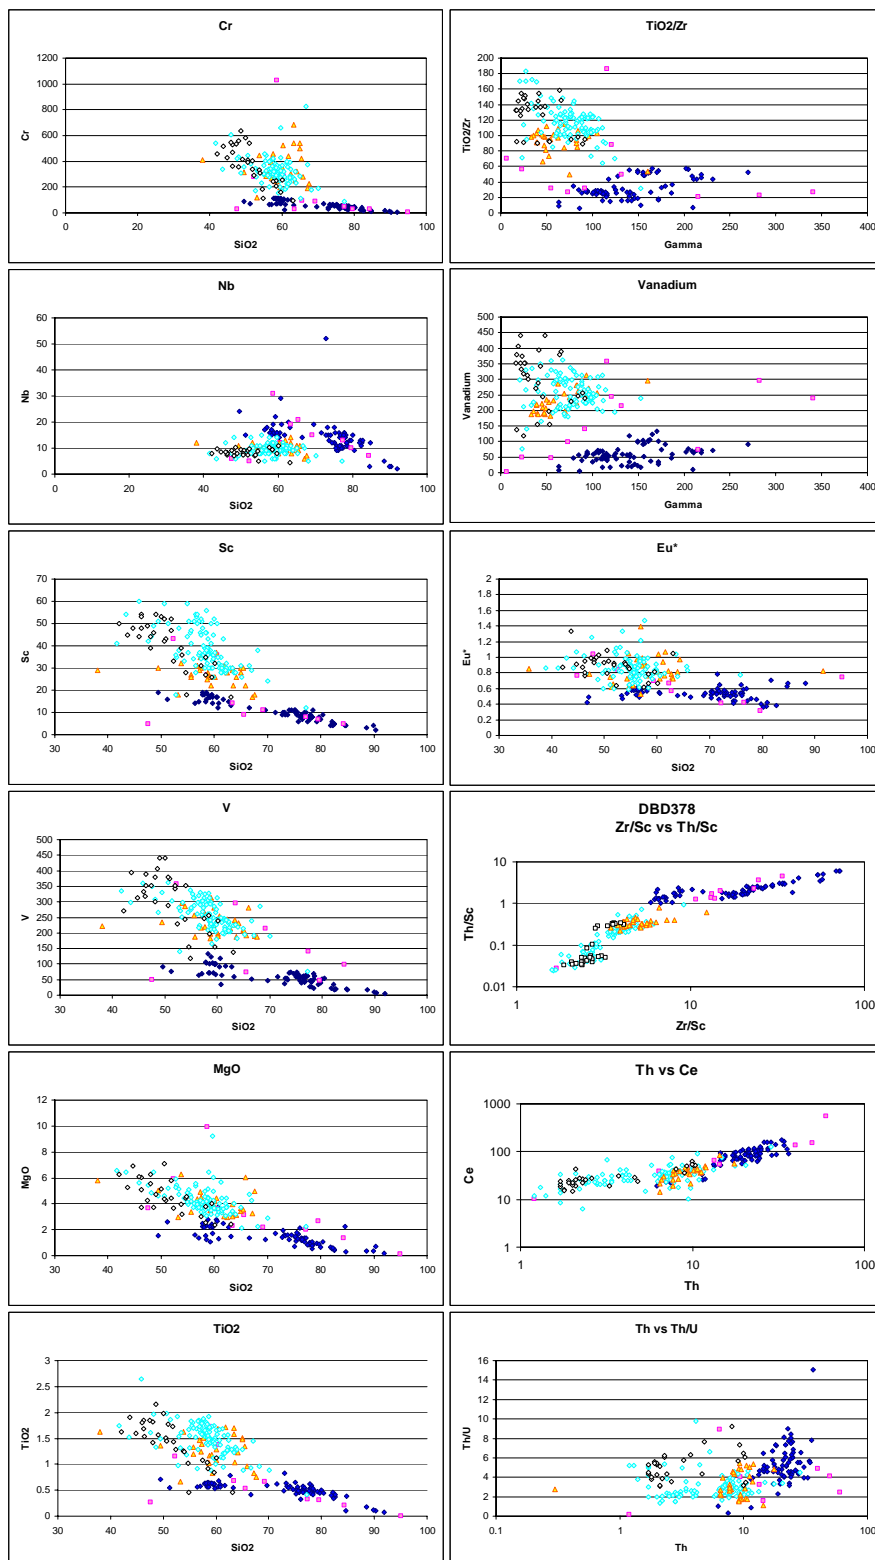 Cr
1200
1000
800
600
400
200
0
Cr
0 20 40 60 80 100
SiO2
TiO2/Zr
200
180
160
140
120
100
80
60
40
20
0
TiO2/Zr
0 50 100 150 200 250 300 350 400
Gamma
Nb
60
50
40
30
20
10
0
Nb
0 20 40 60 80 100
SiO2
Vanadium
500
450
400
350
300
250
200
150
100
50
0
Vanadium
0 50 100 150 200 250 300 350 400
Gamma
Sc
70
60
50
40
30
20
10
0
Sc
30 40 50 60 70 80 90 100
SiO2
Eu*
2
1.8
1.6
1.4
1.2
1
0.8
0.6
0.4
0.2
0
Eu*
30 40 50 60 70 80 90 100
SiO2
V
500
450
400
350
300
250
200
150
100
50
0
V
30 40 50 60 70 80 90 100
SiO2
DBD378
Zr/Sc vs Th/Sc
10
1
0.1
0.01
Th/Sc
1 10 100
Zr/Sc
MgO
12
10
8
6
4
2
0
MgO
30 40 50 60 70 80 90 100
SiO2
Th vs Ce
1000
100
10
1
Ce
1 10 100
Th
TiO2
3
2.5
2
1.5
1
0.5
0
TiO2
30 40 50 60 70 80 90 100
SiO2
Th vs Th/U
16
14
12
10
8
6
4
2
0
Th/U
0.1 1 10 100
Th